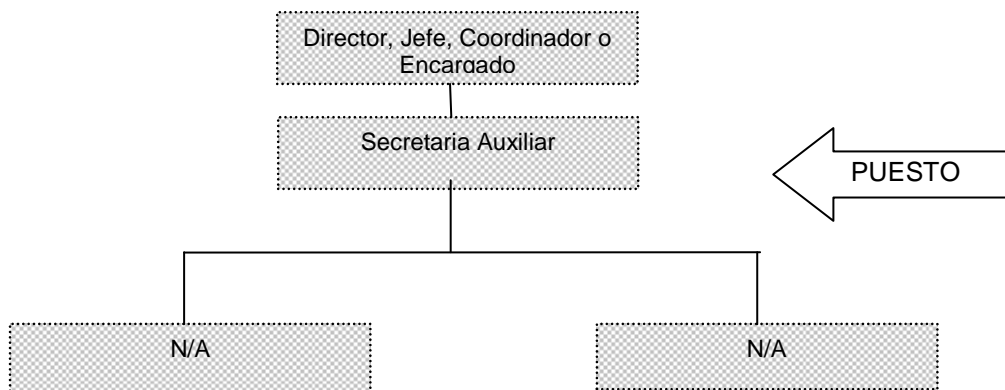 Director, Jefe, Coordinador o
Encargado
Secretaria Auxiliar
PUESTO
N/A
N/A